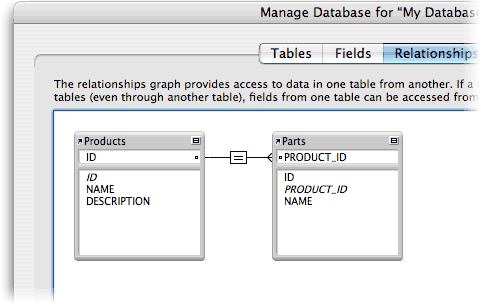 Manage Database for “My Database
Tables Fields Relationships
The relationships graph provides access to data in one table from another. If a
tables (even through another table), fields from one table can be accessed from
Products
ID
ID
NAME
DESCRIPTION
=
Parts
PRODUCT_ID
ID
PRODUCT_ID
NAME